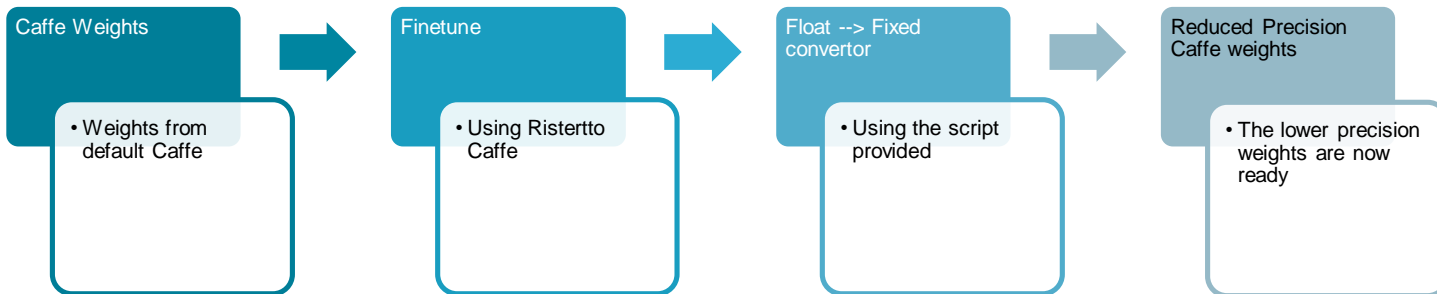 Caffe Weights
• Weights from
default Caffe
Finetune
• Using Ristertto
Caffe
Float --> Fixed
convertor
• Using the script
provided
Reduced Precision
Caffe weights
• The lower precision
weights are now
ready